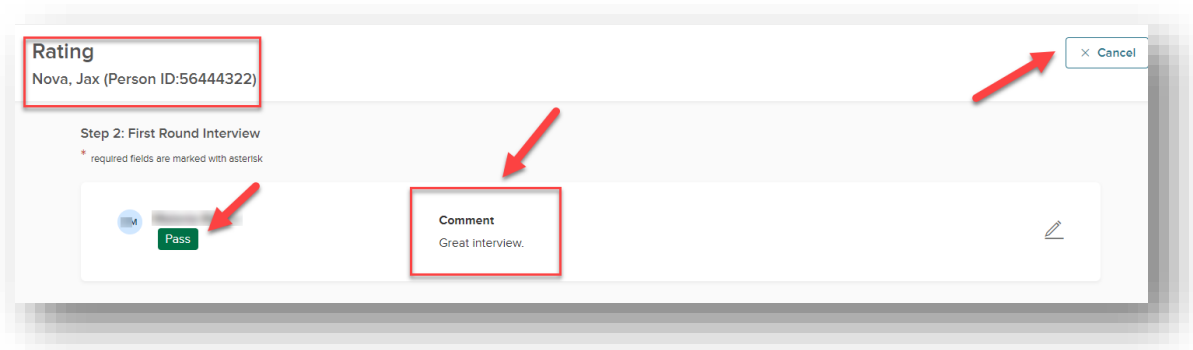 Rating
Nova, Jax (Person ID:56444322)
× Cancel
Step 2: First Round Interview
* required fields are marked with asterisk
M
Pass
Comment
Great interview.